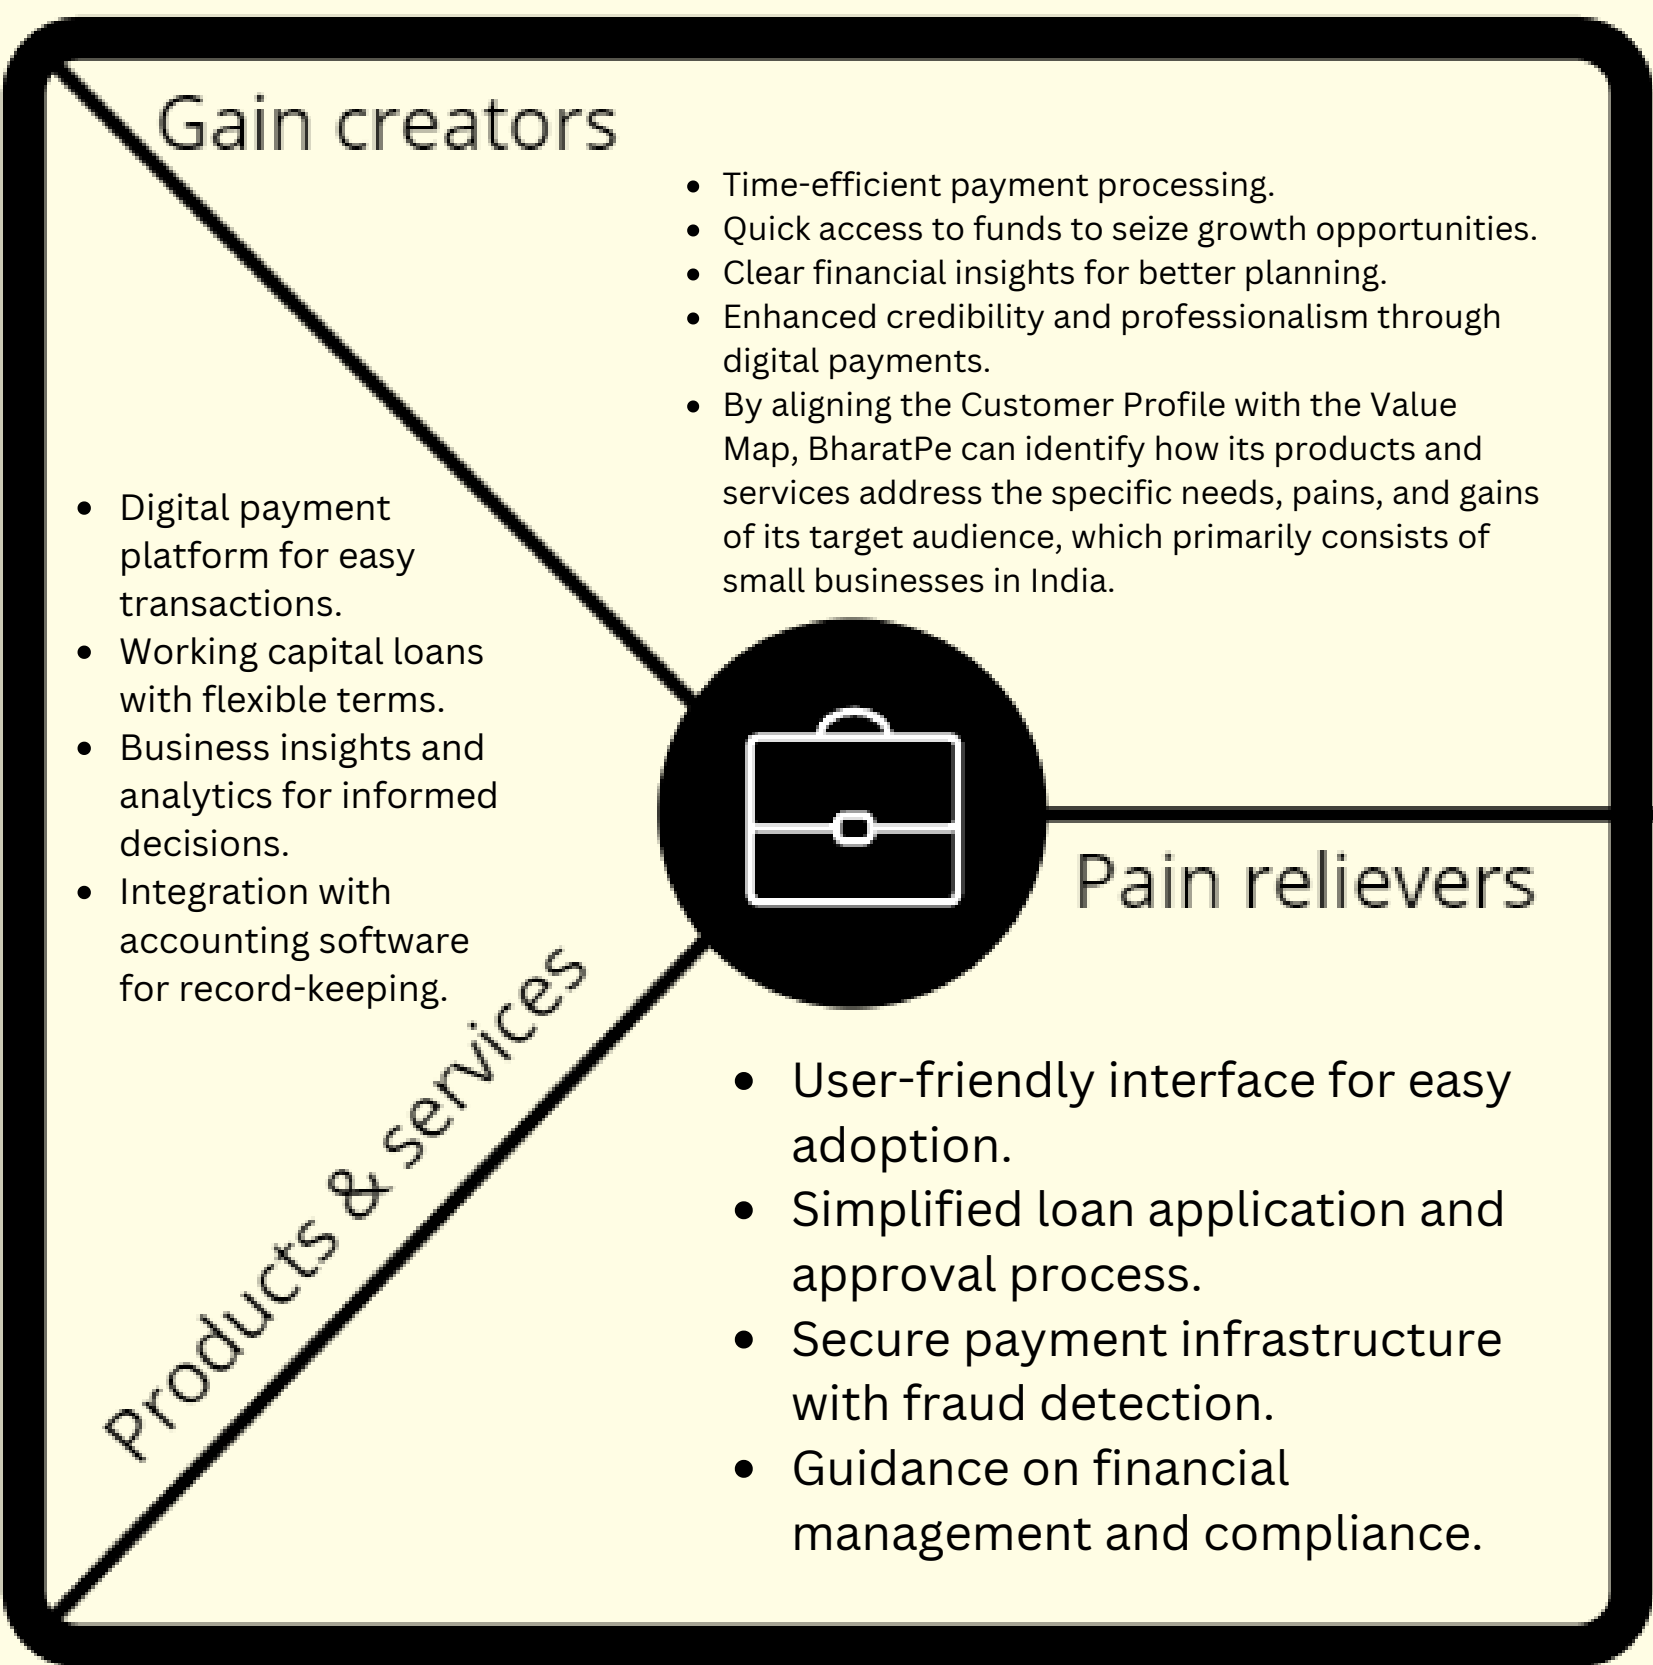 Gain creators
• Time-efficient payment processing.
• Quick access to funds to seize growth opportunities.
• Clear financial insights for better planning.
• Enhanced credibility and professionalism through
digital payments.
• By aligning the Customer Profile with the Value
Map, BharatPe can identify how its products and
services address the specific needs, pains, and gains
of its target audience, which primarily consists of
small businesses in India.
• Digital payment
platform for easy
transactions.
• Working capital loans
with flexible terms.
• Business insights and
analytics for informed
decisions.
• Integration with
accounting software
for record-keeping.
Products & services
Pain relievers
• User-friendly interface for easy
adoption.
• Simplified loan application and
approval process.
• Secure payment infrastructure
with fraud detection.
• Guidance on financial
management and compliance.